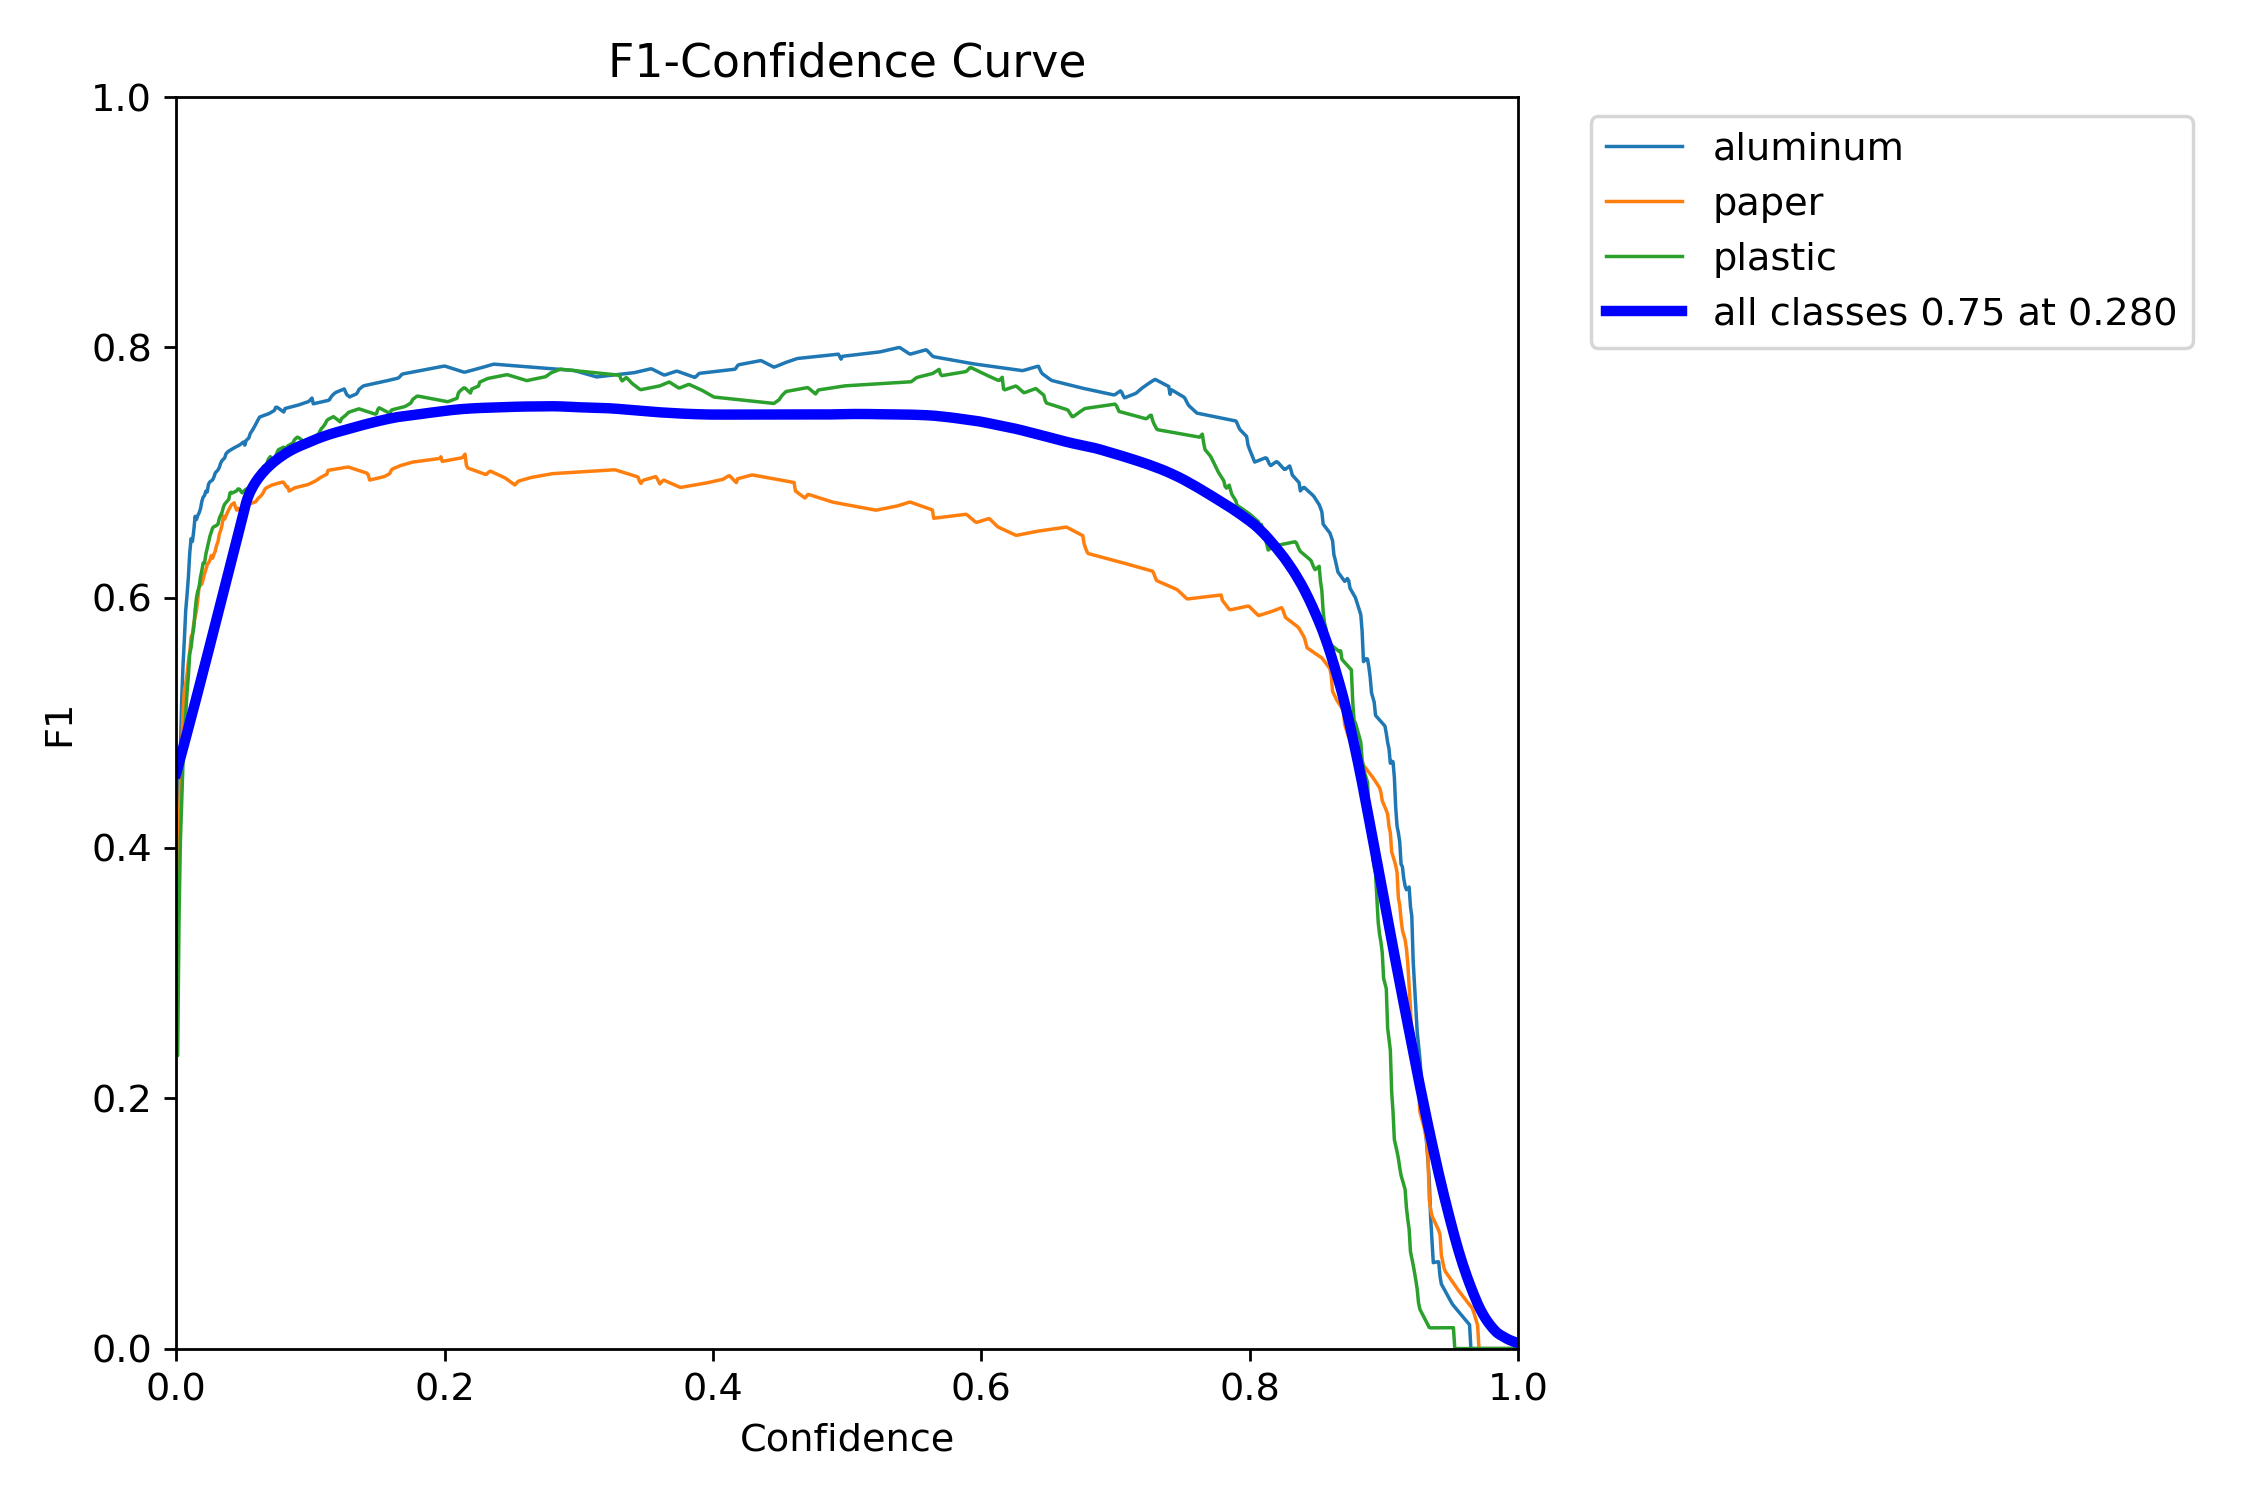 F1-Confidence Curve
1.0
0.8
0.6
0.4
0.2
0.0
F1
0.0 0.2 0.4 0.6 0.8 1.0
Confidence
aluminum
paper
plastic
all classes 0.75 at 0.280